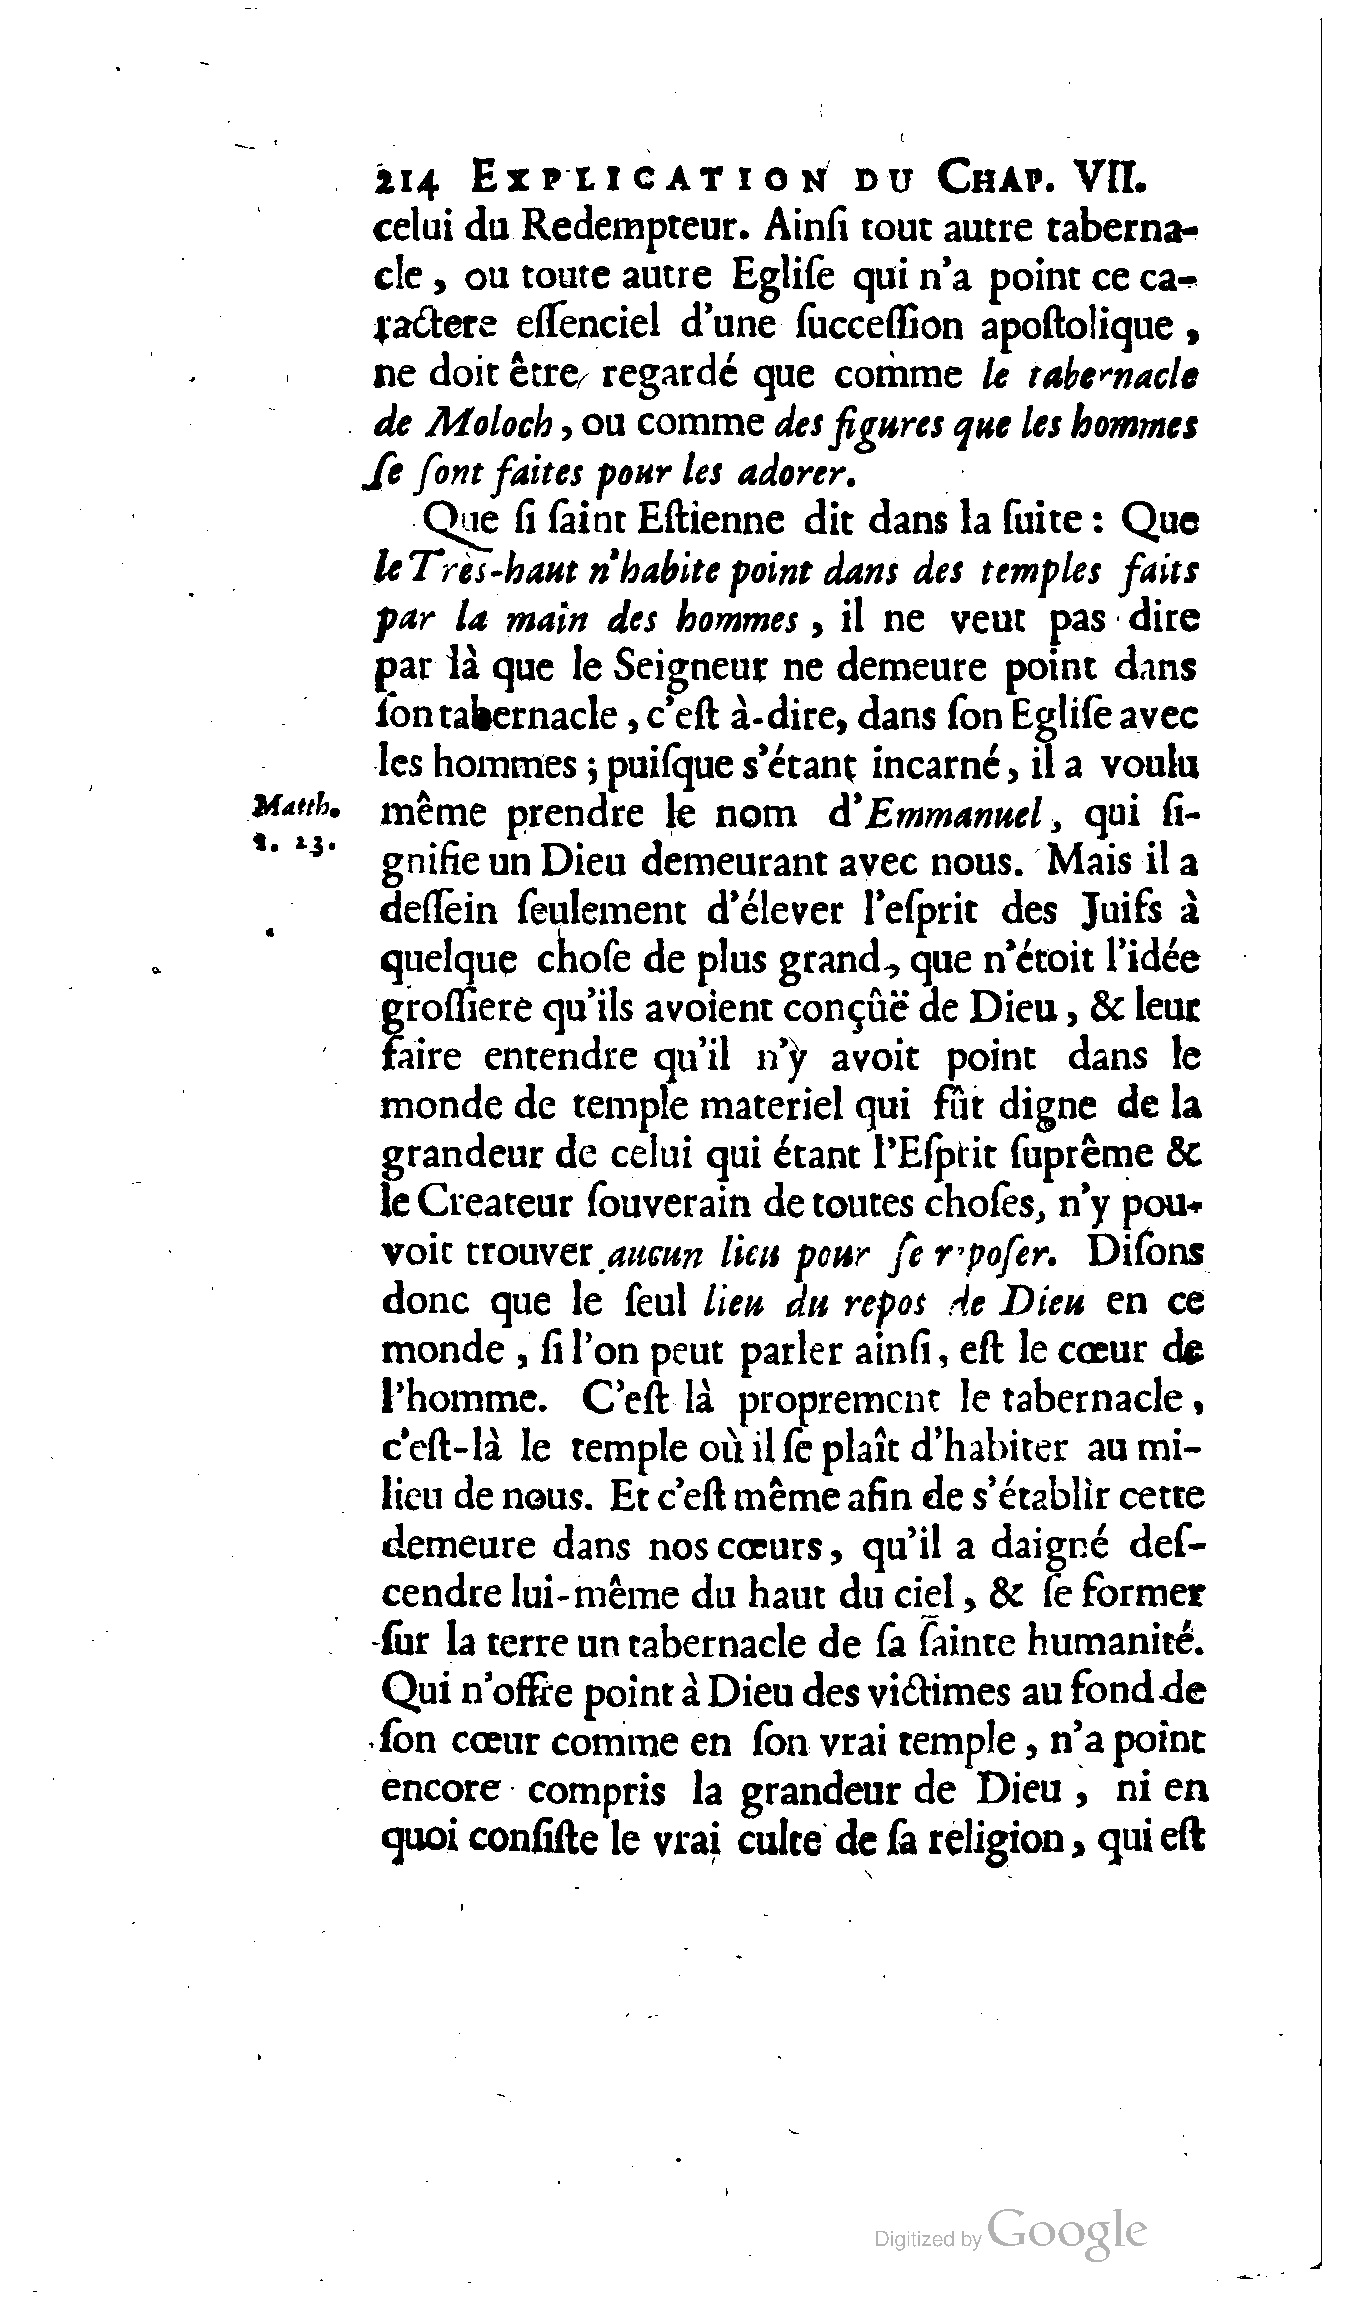 214 EXPLICATION DU CHAP. VII.
celui du Redempteur. Ainſi tout autre taberna-
cle, ou toute autre Egliſe qui n'a point ce ca-
ractere eſſenciel d'une ſucceſſion apoſtolique,
ne doit être regardé que comme le tabernacle
de Moloch, ou comme des figures que les hommes
ſe ſont faites pour les adorer.
Que ſi ſaint Eſtienne dit dans la ſuite : Que
le Très-haut n'habite point dans des temples faits
par la main des hommes, il ne veut pas dire
par là que le Seigneur ne demeure point dans
ſon tabernacle, c'eſt à-dire, dans ſon Egliſe avec
les hommes ; puiſque s'étant incarné, il a voulu
Matth.
1. 23.
même prendre le nom d'Emmanuel, qui ſi-
gnifie un Dieu demeurant avec nous. Mais il a
deſſein ſeulement d'élever l'eſprit des Juifs à
quelque choſe de plus grand, que n'étoit l'idée
groſſiere qu'ils avoient conçûë de Dieu, & leur
faire entendre qu'il n'y avoit point dans le
monde de temple materiel qui fût digne de la
grandeur de celui qui étant l'Eſprit ſuprême &
le Createur ſouverain de toutes choſes, n'y pou-
voit trouver aucun lieu pour ſe r'poſer. Diſons
donc que le ſeul lieu du repos de Dieu en ce
monde, ſi l'on peut parler ainſi, eſt le cœur de
l'homme. C'eſt là proprement le tabernacle,
c'eſt-là le temple où il ſe plaît d'habiter au mi-
lieu de nous. Et c'eſt même afin de s'établir cette
demeure dans nos cœurs, qu'il a daigné deſ-
cendre lui-même du haut du ciel, & ſe former
ſur la terre un tabernacle de ſa ſainte humanité.
Qui n'offre point à Dieu des victimes au fond de
ſon cœur comme en ſon vrai temple, n'a point
encore compris la grandeur de Dieu, ni en
quoi conſiſte le vrai culte de ſa religion, qui eſt
Digitized by Google